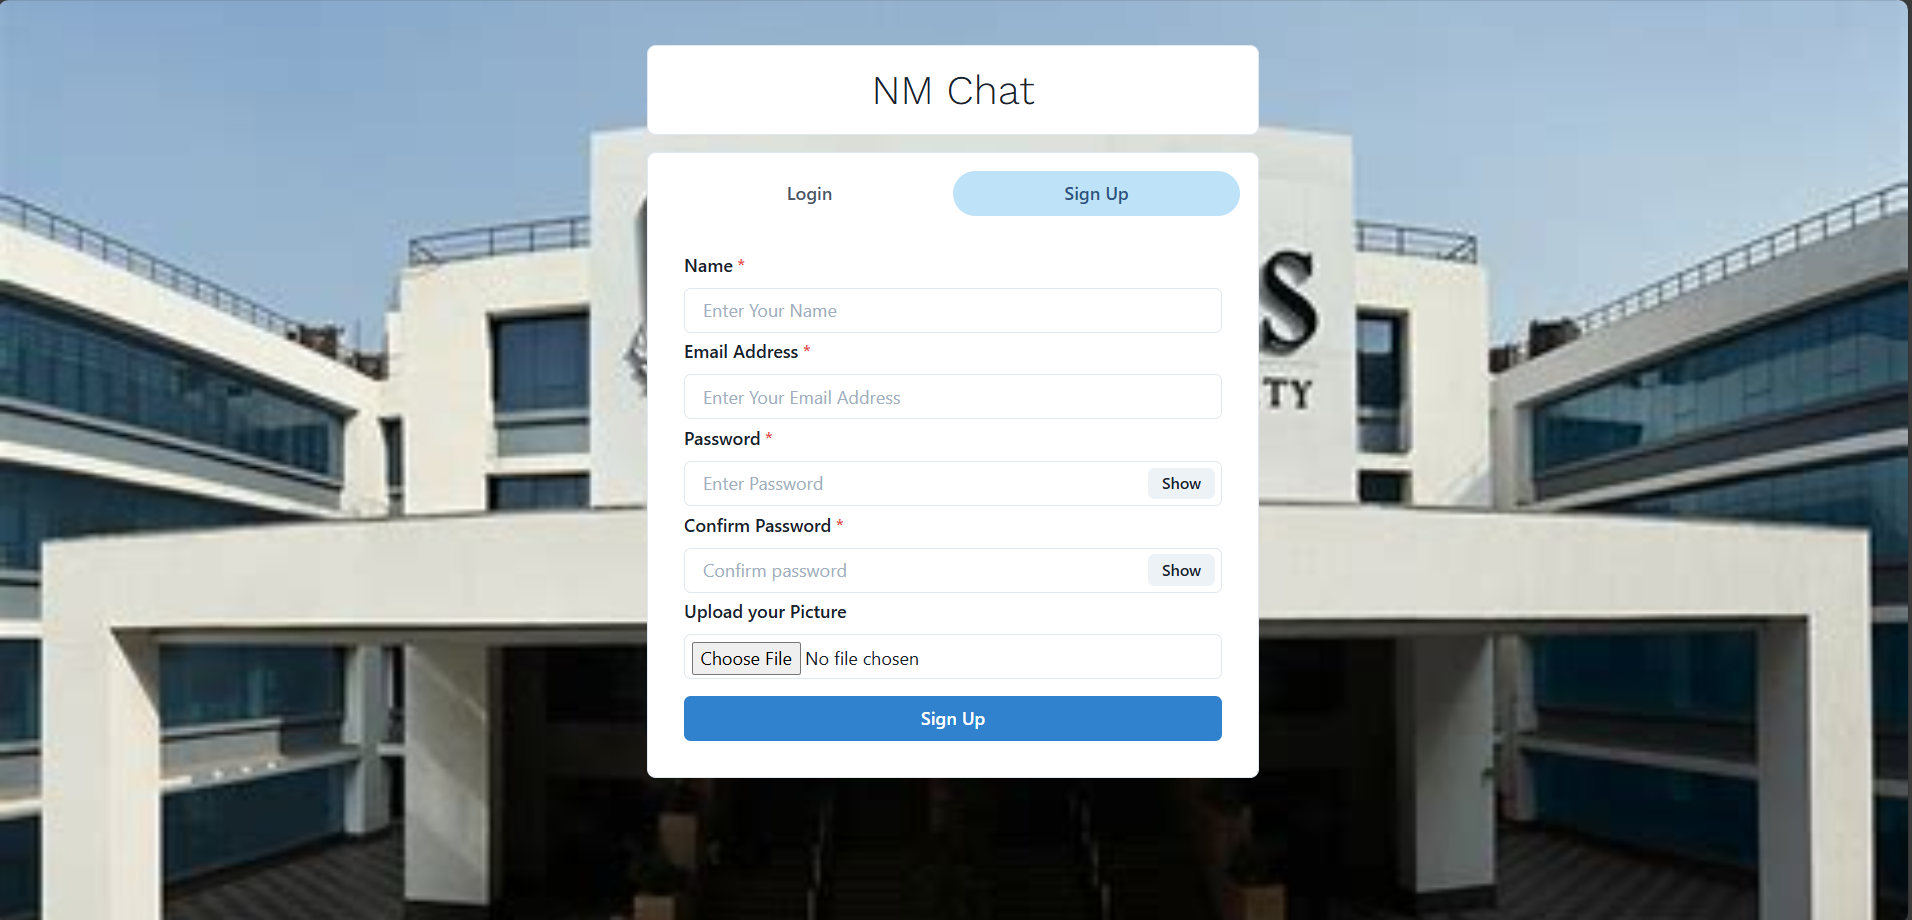 NM Chat
Login
Sign Up
Name *
Enter Your Name
Email Address *
Enter Your Email Address
Password *
Enter Password
Show
Confirm Password *
Confirm password
Show
Upload your Picture
Choose File No file chosen
Sign Up
S
TY